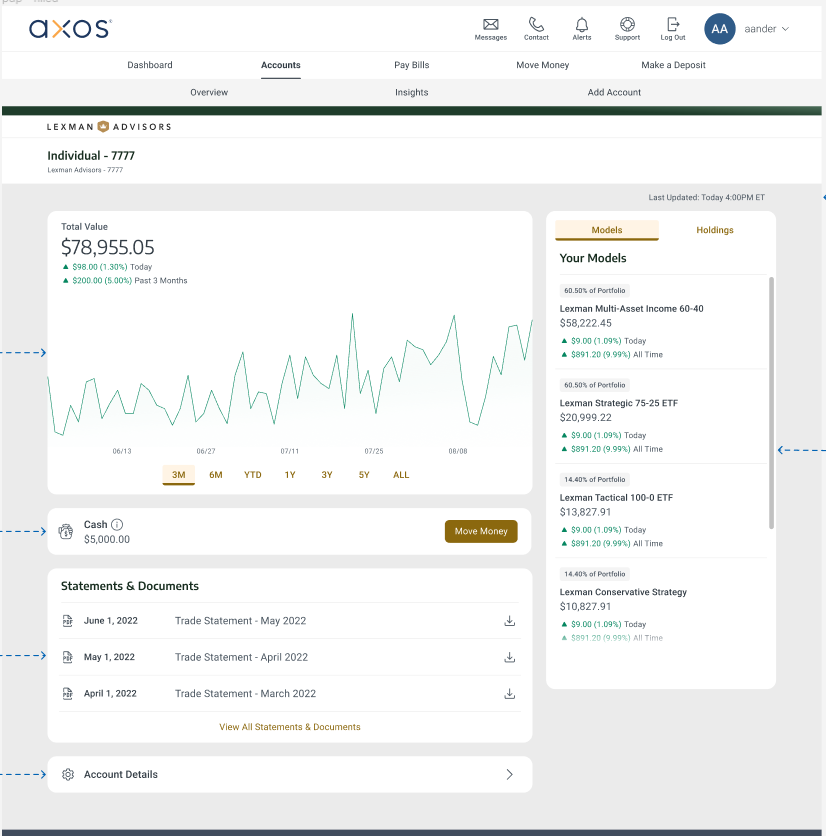 axos
Messages
Contact
Alerts
Support
Log Out
AA
aander
Dashboard
Accounts
Pay Bills
Move Money
Make a Deposit
Overview
Insights
Add Account
LEXMAN ADVISORS
Individual - 7777
Lexman Advisors - 7777
Last Updated: Today 4:00PM ET
Total Value
$78,955.05
$98.00 (1.30%) Today
$200.00 (5.00%) Past 3 Months
06/13 06/27 07/11 07/25 08/08
3M 6M YTD 1Y 3Y 5Y ALL
Cash
$5,000.00
Move Money
Statements & Documents
PDF June 1, 2022 Trade Statement - May 2022
PDF May 1, 2022 Trade Statement - April 2022
PDF April 1, 2022 Trade Statement - March 2022
View All Statements & Documents
Account Details
Models Holdings
Your Models
60.50% of Portfolio
Lexman Multi-Asset Income 60-40
$58,222.45
$9.00 (1.09%) Today
$891.20 (9.99%) All Time
60.50% of Portfolio
Lexman Strategic 75-25 ETF
$20,999.22
$9.00 (1.09%) Today
$891.20 (9.99%) All Time
14.40% of Portfolio
Lexman Tactical 100-0 ETF
$13,827.91
$9.00 (1.09%) Today
$891.20 (9.99%) All Time
14.40% of Portfolio
Lexman Conservative Strategy
$10,827.91
$9.00 (1.09%) Today
$891.20 (9.99%) All Time